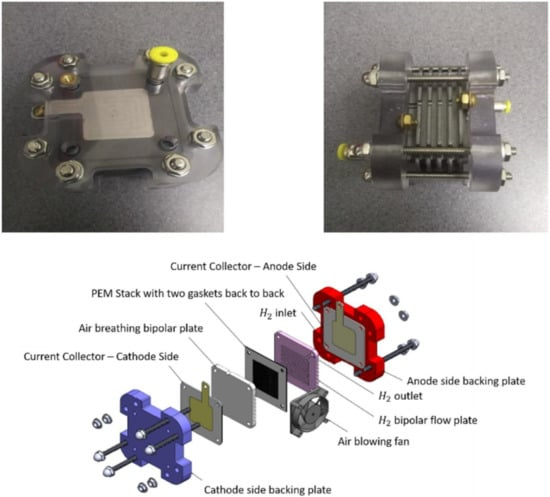 Current Collector – Anode Side
PEM Stack with two gaskets back to back
H₂ inlet
Air breathing bipolar plate
Current Collector – Cathode Side
Anode side backing plate
H₂ outlet
H₂ bipolar flow plate
Air blowing fan
Cathode side backing plate